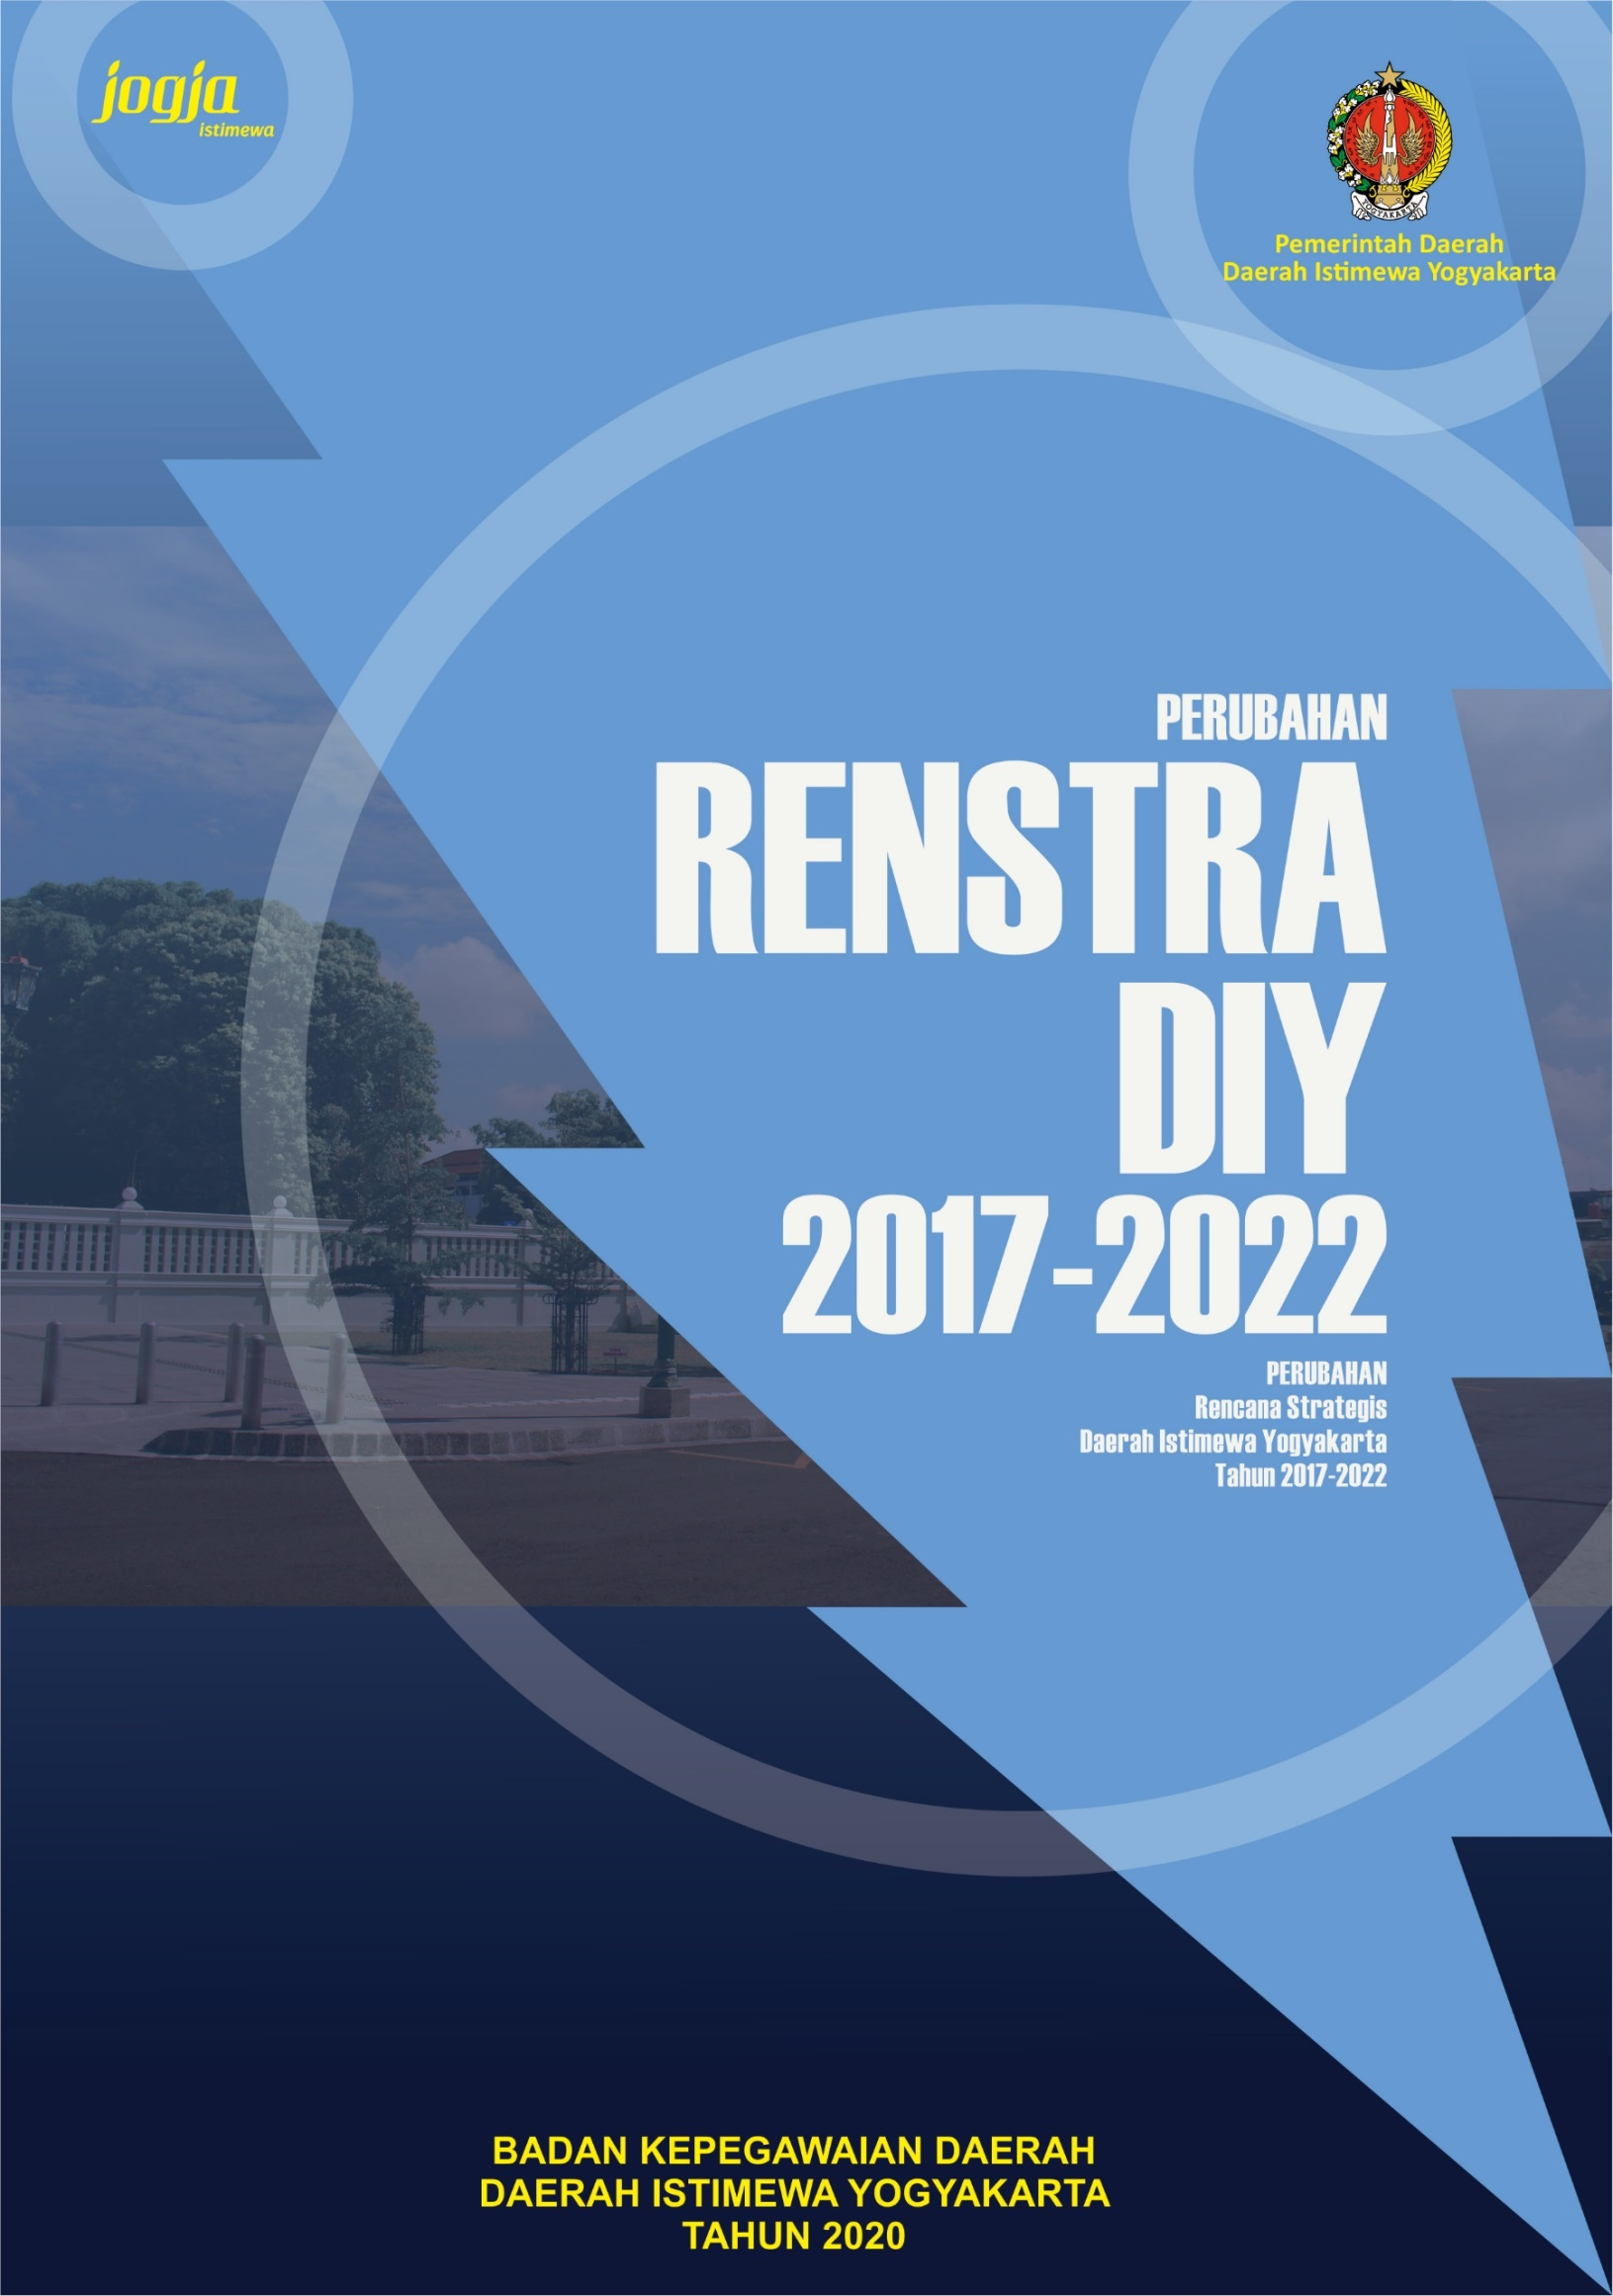 jogja
istimewa
YOGYAKARTA
Pemerintah Daerah
Daerah Istimewa Yogyakarta
PERUBAHAN
RENSTRA
DIY
2017-2022
PERUBAHAN
Rencana Strategis
Daerah Istimewa Yogyakarta
Tahun 2017-2022
BADAN KEPEGAWAIAN DAERAH
DAERAH ISTIMEWA YOGYAKARTA
TAHUN 2020